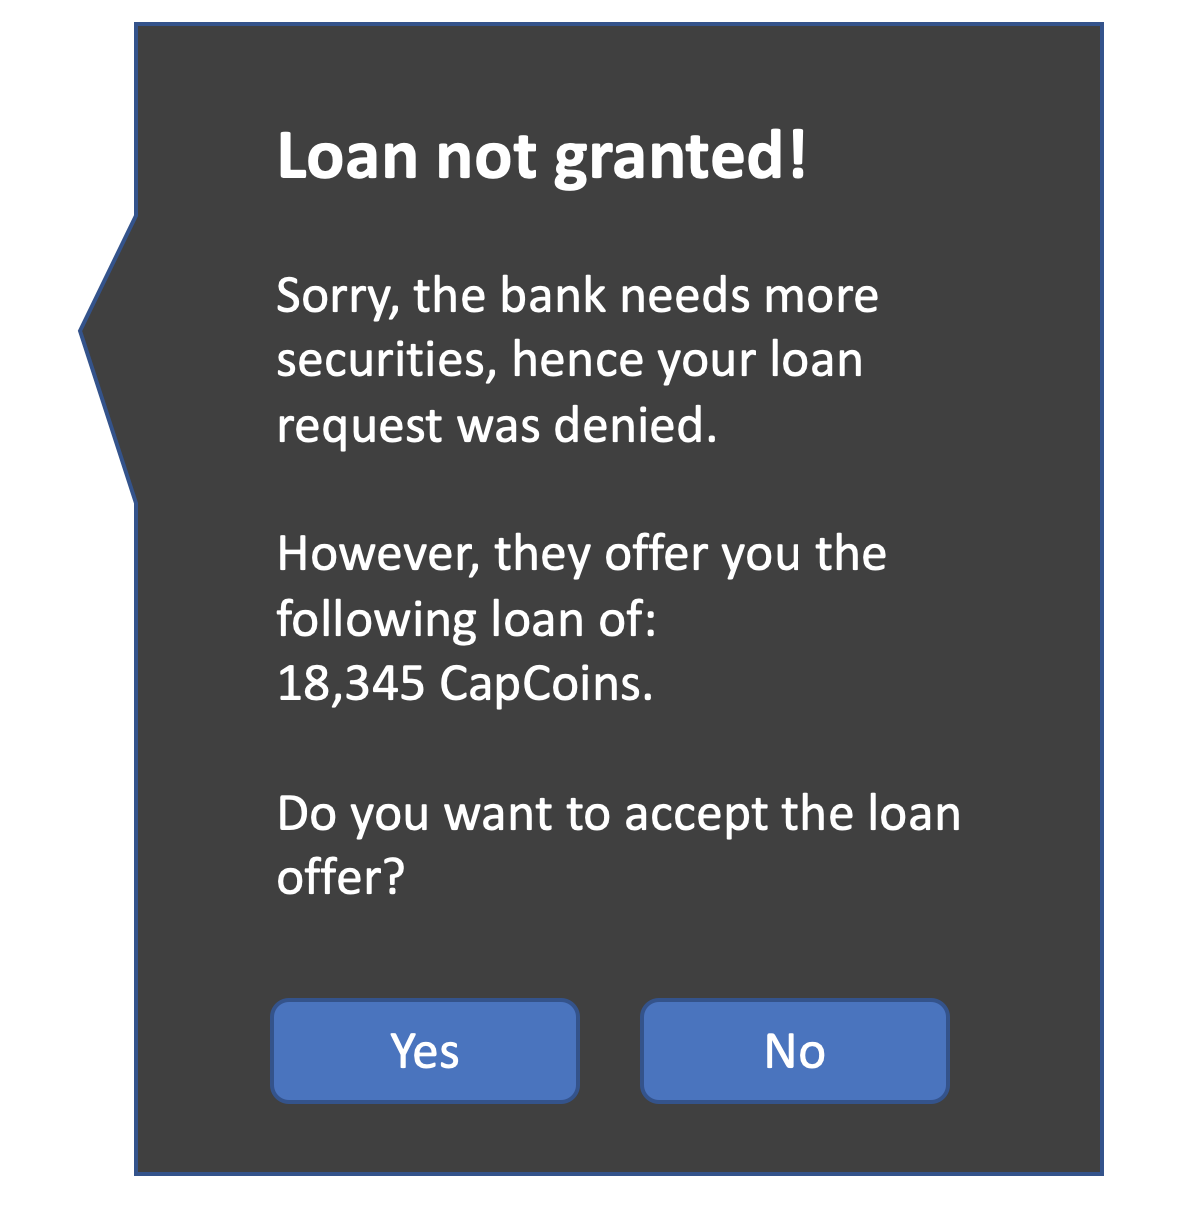 Loan not granted!
Sorry, the bank needs more
securities, hence your loan
request was denied.
However, they offer you the
following loan of:
18,345 CapCoins.
Do you want to accept the loan
offer?
Yes
No